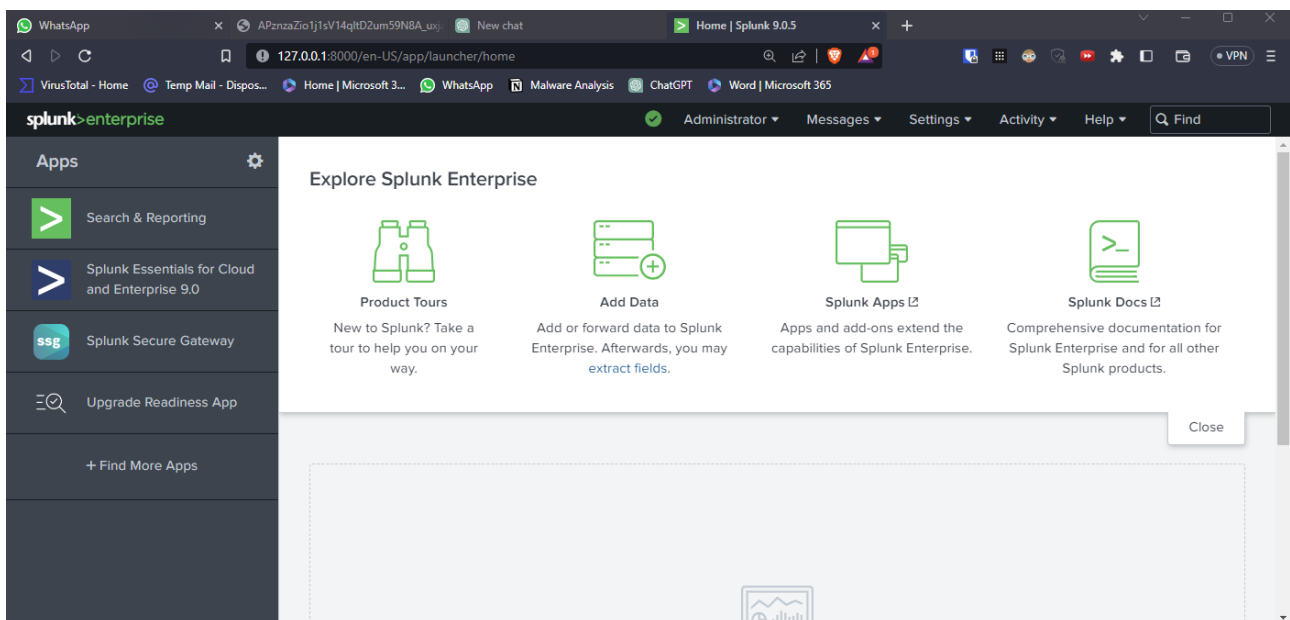 WhatsApp
APznzaZio1j1sV14qltD2um59N8A_uxj
New chat
Home | Splunk 9.0.5
127.0.0.1:8000/en-US/app/launcher/home
VPN
VirusTotal - Home
Temp Mail - Dispos...
Home | Microsoft 3...
WhatsApp
Malware Analysis
ChatGPT
Word | Microsoft 365
splunk>enterprise
Administrator
Messages
Settings
Activity
Help
Find
Apps
Search & Reporting
Splunk Essentials for Cloud
and Enterprise 9.0
ssg
Splunk Secure Gateway
Upgrade Readiness App
+ Find More Apps
Explore Splunk Enterprise
Product Tours
New to Splunk? Take a
tour to help you on your
way.
Add Data
Add or forward data to Splunk
Enterprise. Afterwards, you may
extract fields.
Splunk Apps
Apps and add-ons extend the
capabilities of Splunk Enterprise.
Splunk Docs
Comprehensive documentation for
Splunk Enterprise and for all other
Splunk products.
Close